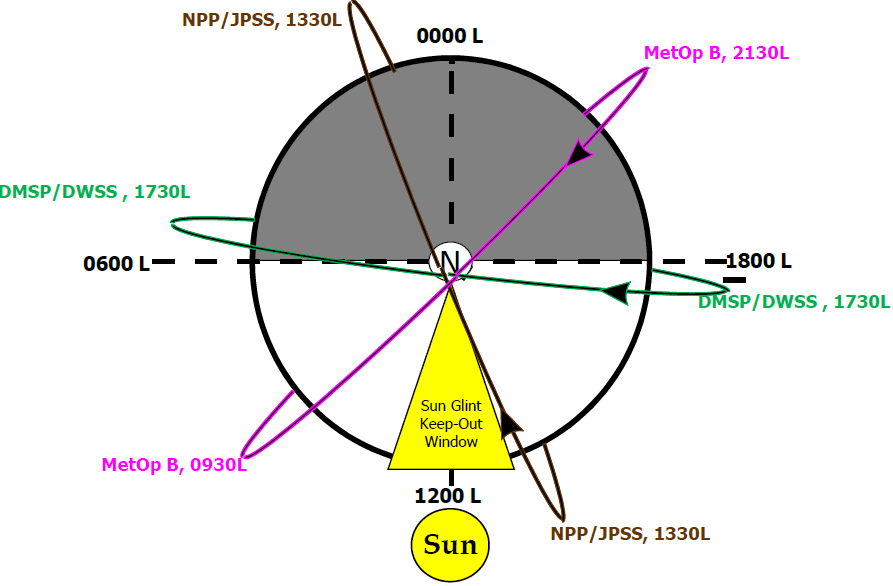 NPP/JPSS, 1330L
0000 L
MetOp B, 2130L
DMSP/DWSS , 1730L
0600 L
N
1800 L
DMSP/DWSS , 1730L
Sun Glint
Keep-Out
Window
MetOp B, 0930L
1200 L
NPP/JPSS, 1330L
Sun